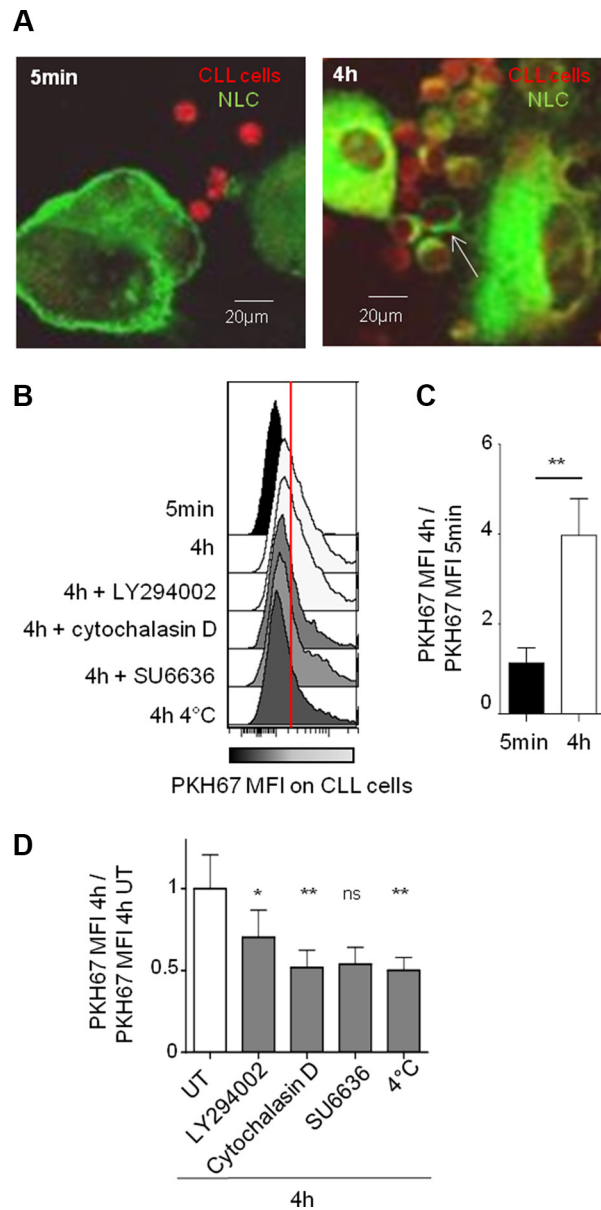 A
5min
CLL cells
NLC
20µm
4h
CLL cells
NLC
20µm
B
5min
4h
4h + LY294002
4h + cytochalasin D
4h + SU6636
4h 4°C
PKH67 MFI on CLL cells
C
PKH67 MFI 4h /
PKH67 MFI 5min
6
4
2
0
**
5min
4h
D
PKH67 MFI 4h /
PKH67 MFI 4h UT
1
0.5
0
*
**
ns
**
UT
LY294002
Cytochalasin D
SU6636
4°C
4h